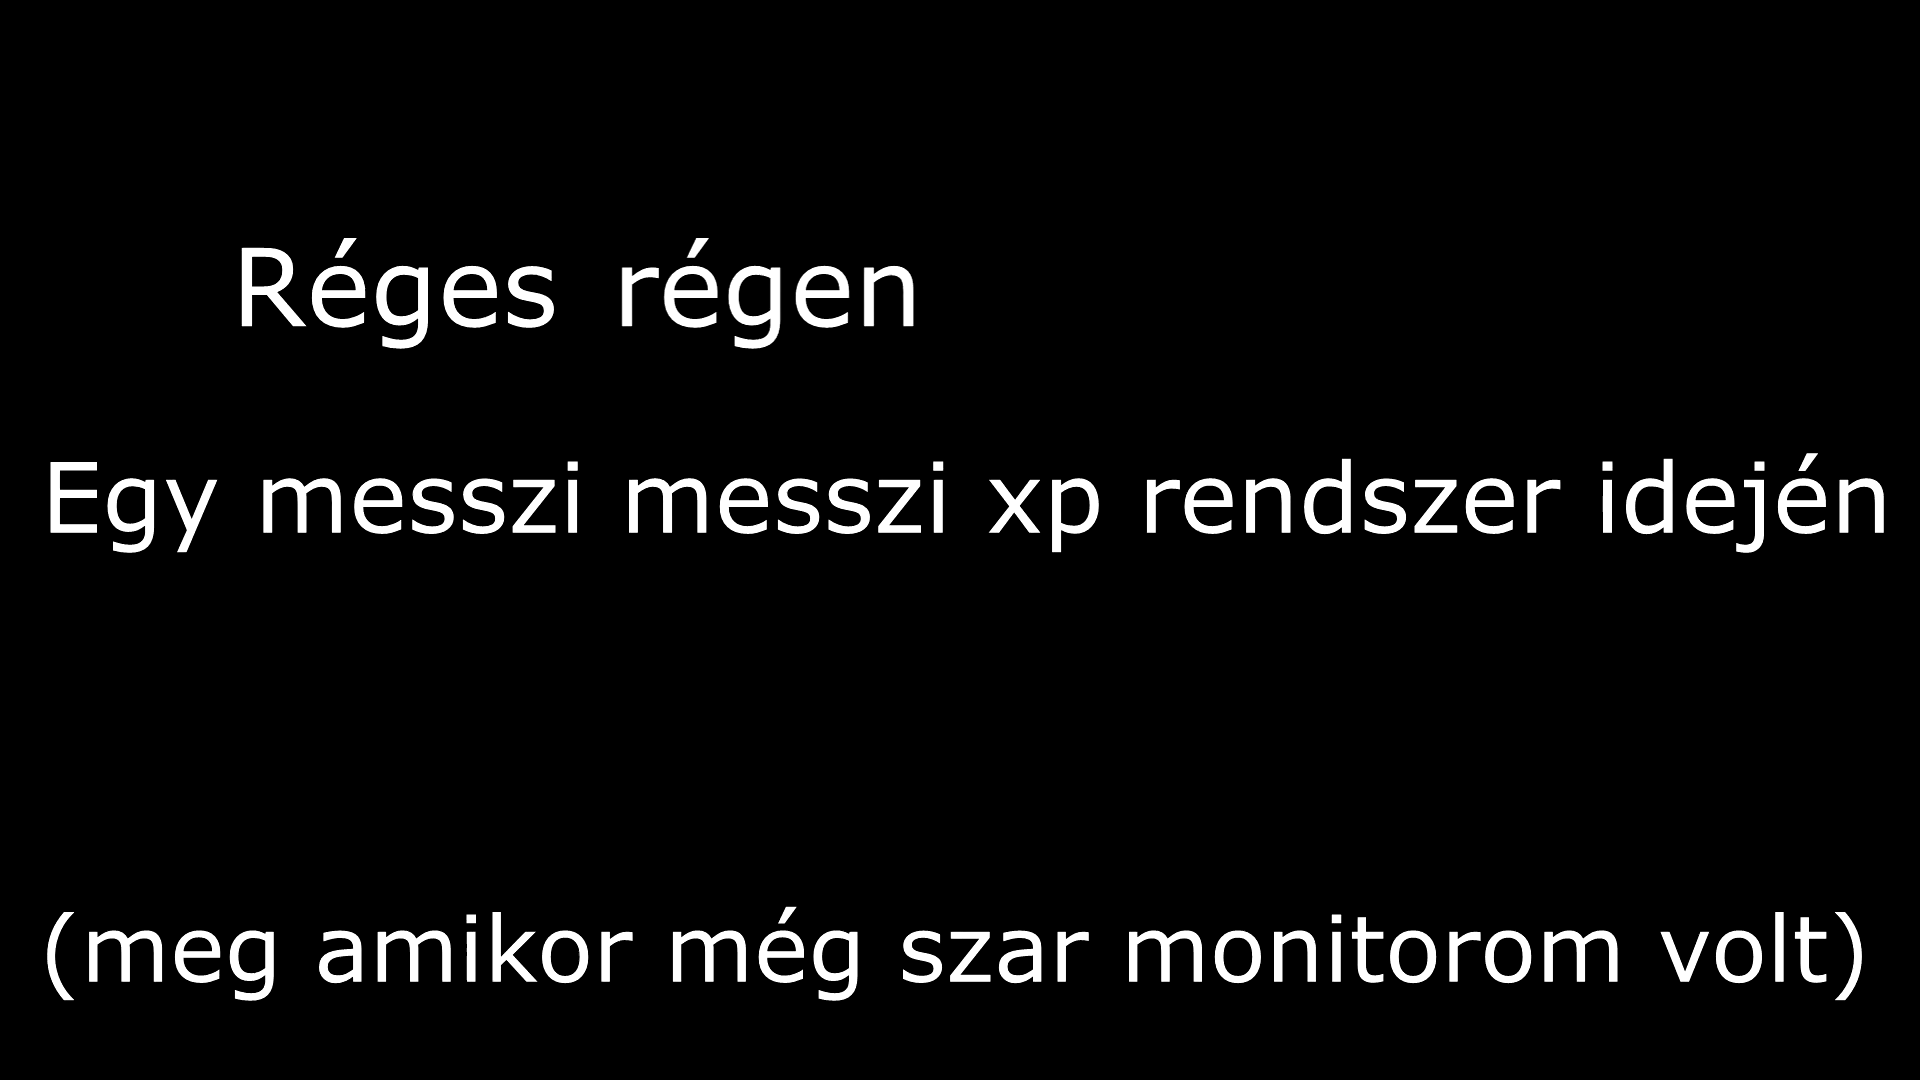 Réges régen
Egy messzi messzi xp rendszer idején
(meg amikor még szar monitorom volt)